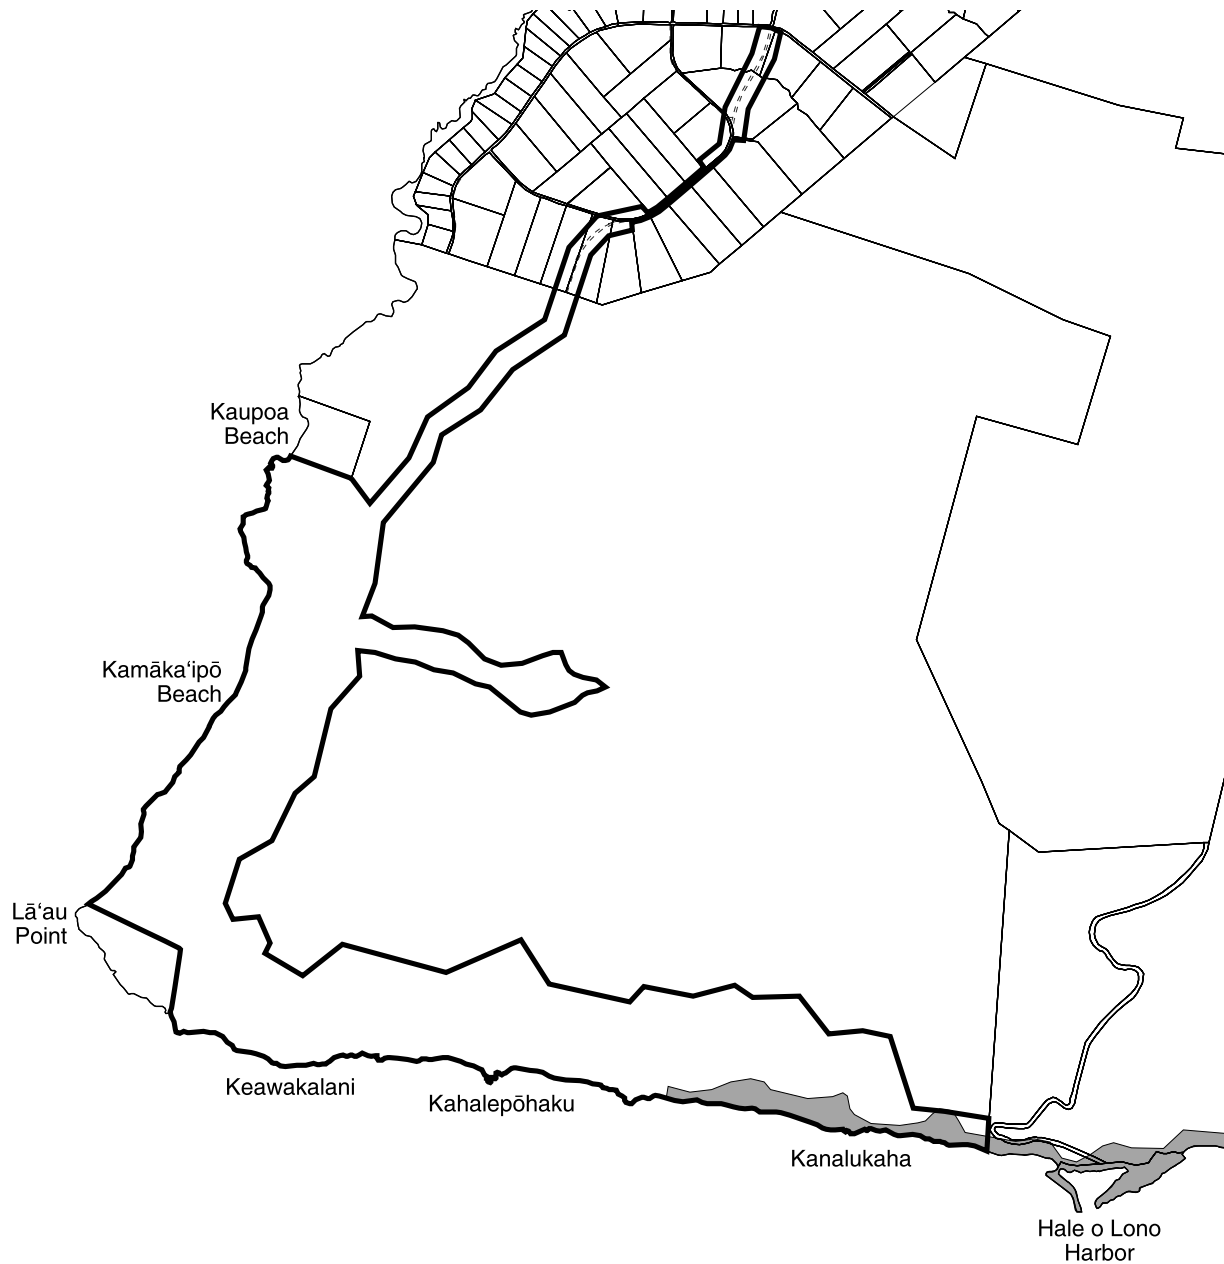 Kaupoa
Beach
Kamāka‘ipō
Beach
Lā‘au
Point
Keawakalani
Kahalepōhaku
Kanalukaha
Hale o Lono
Harbor